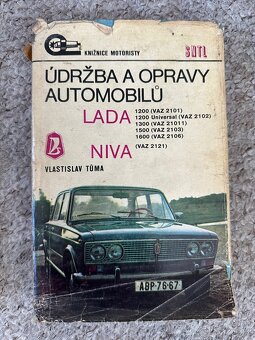 KNIŽNICE MOTORISTY
SNTL
ÚDRŽBA A OPRAVY
AUTOMOBILŮ
LADA
1200 (VAZ 2101)
1200 Universal (VAZ 2102)
1300 (VAZ 21011)
1500 (VAZ 2103)
1600 (VAZ 2106)
NIVA (VAZ 2121)
VLASTISLAV TŮMA
ABP·76·67